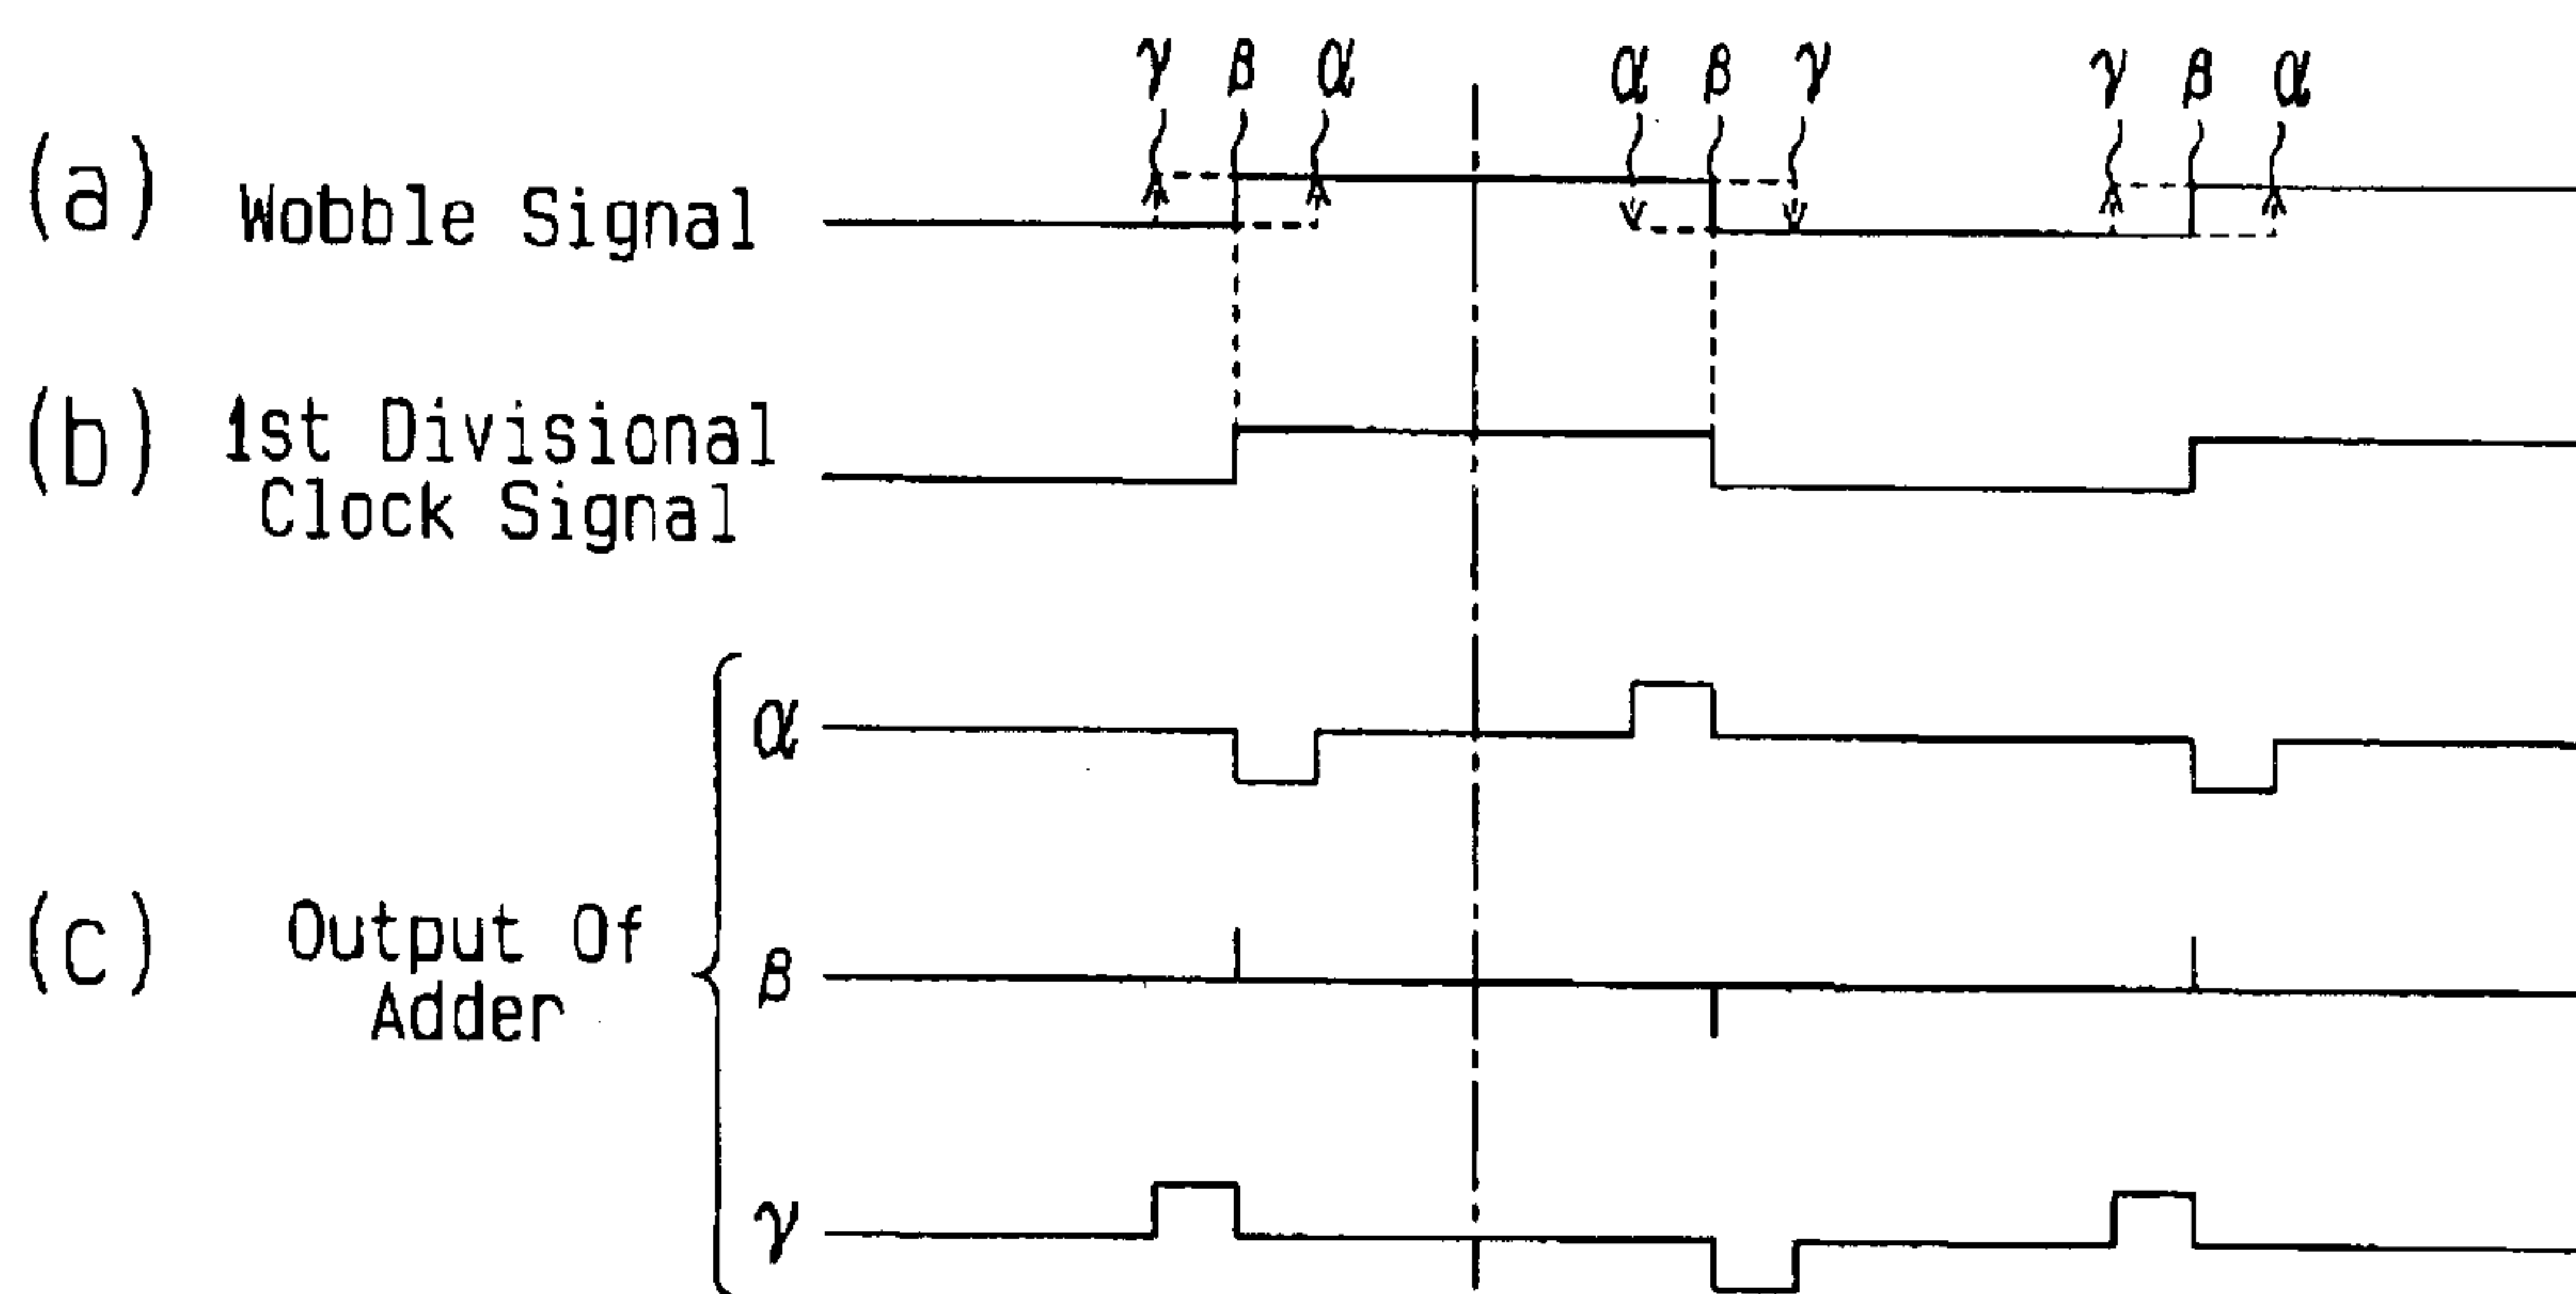 γ β α α β γ γ β α
(a) Wobble Signal
(b) 1st Divisional
Clock Signal
α
(c) Output Of
Adder
β
γ